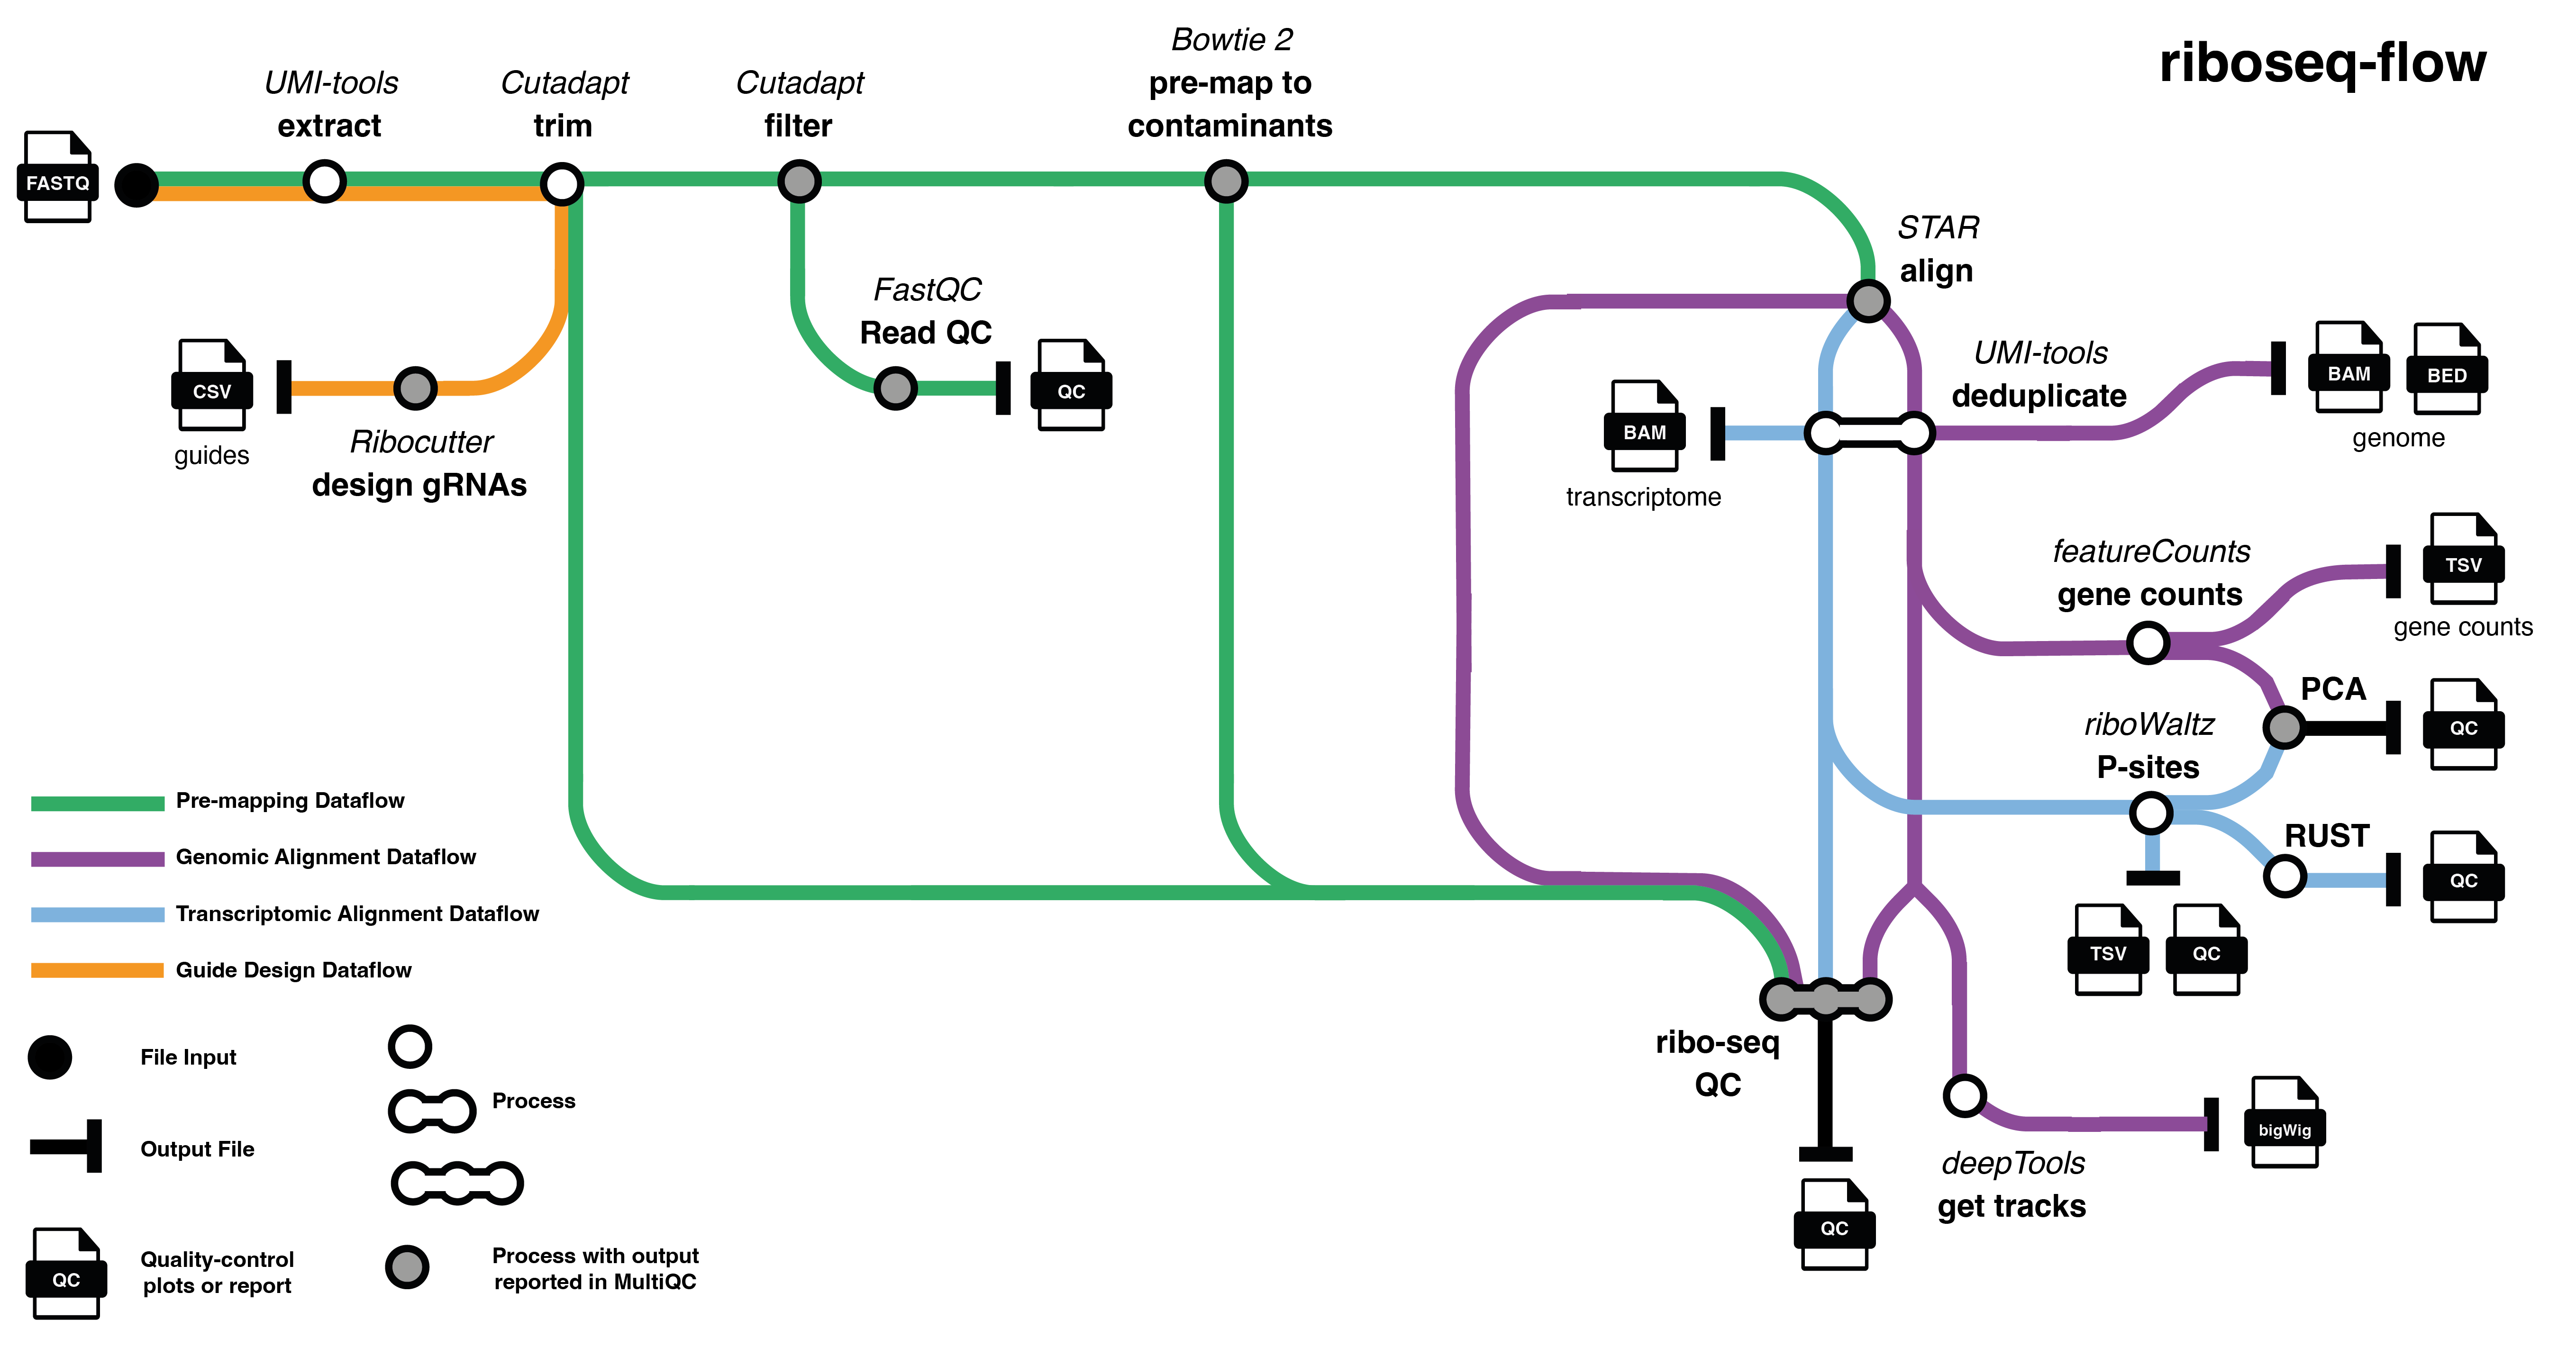 riboseq-flow
FASTQ
UMI-tools
extract
Cutadapt
trim
Cutadapt
filter
Bowtie 2
pre-map to
contaminants
STAR
align
FastQC
Read QC
QC
CSV
guides
Ribocutter
design gRNAs
BAM
transcriptome
UMI-tools
deduplicate
BAM
BED
genome
featureCounts
gene counts
TSV
gene counts
PCA
QC
riboWaltz
P-sites
RUST
QC
TSV
QC
ribo-seq
QC
QC
deepTools
get tracks
bigWig
Pre-mapping Dataflow
Genomic Alignment Dataflow
Transcriptomic Alignment Dataflow
Guide Design Dataflow
File Input
Output File
QC
Quality-control
plots or report
Process
Process with output
reported in MultiQC